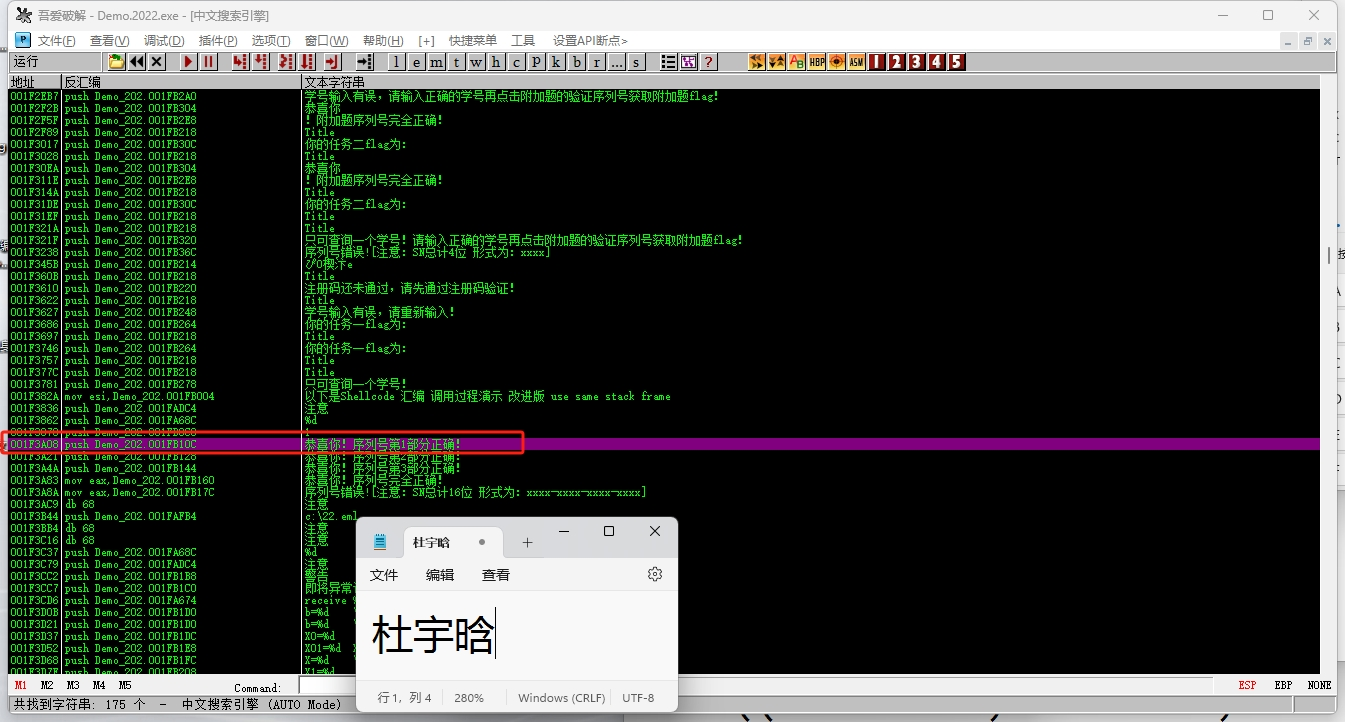 吾爱破解 - Demo.2022.exe - [中文搜索引擎]
文件(F) 查看(V) 调试(D) 插件(P) 选项(T) 窗口(W) 帮助(H) [+] 快捷菜单 工具 设置API断点>
运行 l e m t w h c p k b r ... s ? HBP ASM 1 2 3 4 5
地址 反汇编 文本字符串
001F2EB7 push Demo_202.001FB2A0 学号输入有误，请输入正确的学号再点击附加题的验证序列号获取附加题flag!
001F2F2B push Demo_202.001FB304 恭喜你
001F2F5F push Demo_202.001FB2E8 ！附加题序列号完全正确!
001F2F89 push Demo_202.001FB218 Title
001F3017 push Demo_202.001FB30C 你的任务二flag为:
001F3028 push Demo_202.001FB218 Title
001F30EA push Demo_202.001FB304 恭喜你
001F311E push Demo_202.001FB2E8 ！附加题序列号完全正确!
001F314A push Demo_202.001FB218 Title
001F31DE push Demo_202.001FB30C 你的任务二flag为:
001F31EF push Demo_202.001FB218 Title
001F321A push Demo_202.001FB218 Title
001F321F push Demo_202.001FB320 只可查询一个学号! 请输入正确的学号再点击附加题的验证序列号获取附加题flag!
001F3238 push Demo_202.001FB36C 序列号错误![注意: SN总计4位 形式为: xxxx]
001F345B push Demo_202.001FB214
001F360B push Demo_202.001FB218 Title
001F3610 push Demo_202.001FB220 注册码还未通过，请先通过注册码验证!
001F3622 push Demo_202.001FB218 Title
001F3627 push Demo_202.001FB248 学号输入有误，请重新输入!
001F3686 push Demo_202.001FB264 你的任务一flag为:
001F3697 push Demo_202.001FB218 Title
001F3746 push Demo_202.001FB264 你的任务一flag为:
001F3757 push Demo_202.001FB218 Title
001F377C push Demo_202.001FB218 Title
001F3781 push Demo_202.001FB278 只可查询一个学号!
001F382A mov esi,Demo_202.001FB004 以下是Shellcode 汇编 调用过程演示 改进版 use same stack frame
001F3836 push Demo_202.001FADC4 注意
001F3862 push Demo_202.001FA68C %d
001F3A08 push Demo_202.001FB10C 恭喜你! 序列号第1部分正确!
001F3A21 push Demo_202.001FB128 恭喜你! 序列号第2部分正确!
001F3A4A push Demo_202.001FB144 恭喜你! 序列号第3部分正确!
001F3A83 mov eax,Demo_202.001FB160 恭喜你! 序列号完全正确!
001F3A8A mov eax,Demo_202.001FB17C 序列号错误![注意: SN总计16位 形式为: xxxx-xxxx-xxxx-xxxx]
001F3AC9 db 68 注意
001F3B44 push Demo_202.001FAFB4 c:\22.eml
001F3BB4 db 68 注意
001F3C16 db 68 注意
001F3C37 push Demo_202.001FA68C %d
001F3C79 push Demo_202.001FADC4 注意
001F3CC2 push Demo_202.001FB1B8 警告
001F3CC7 push Demo_202.001FB1C0 即将异常
001F3CD6 push Demo_202.001FA674 receive
001F3D0B push Demo_202.001FB1D0 b=%d
001F3D21 push Demo_202.001FB1D0 b=%d
001F3D37 push Demo_202.001FB1DC X0=%d
001F3D52 push Demo_202.001FB1E8 X01=%d
001F3D68 push Demo_202.001FB1FC X=%d
001F3D7E push Demo_202.001FB208 X1=%d
杜宇晗
文件 编辑 查看
杜宇晗
行 1，列 4 280% Windows (CRLF) UTF-8
M1 M2 M3 M4 M5 Command: ESP EBP NONE
共找到字符串: 175 个 - 中文搜索引擎 (AUTO Mode)